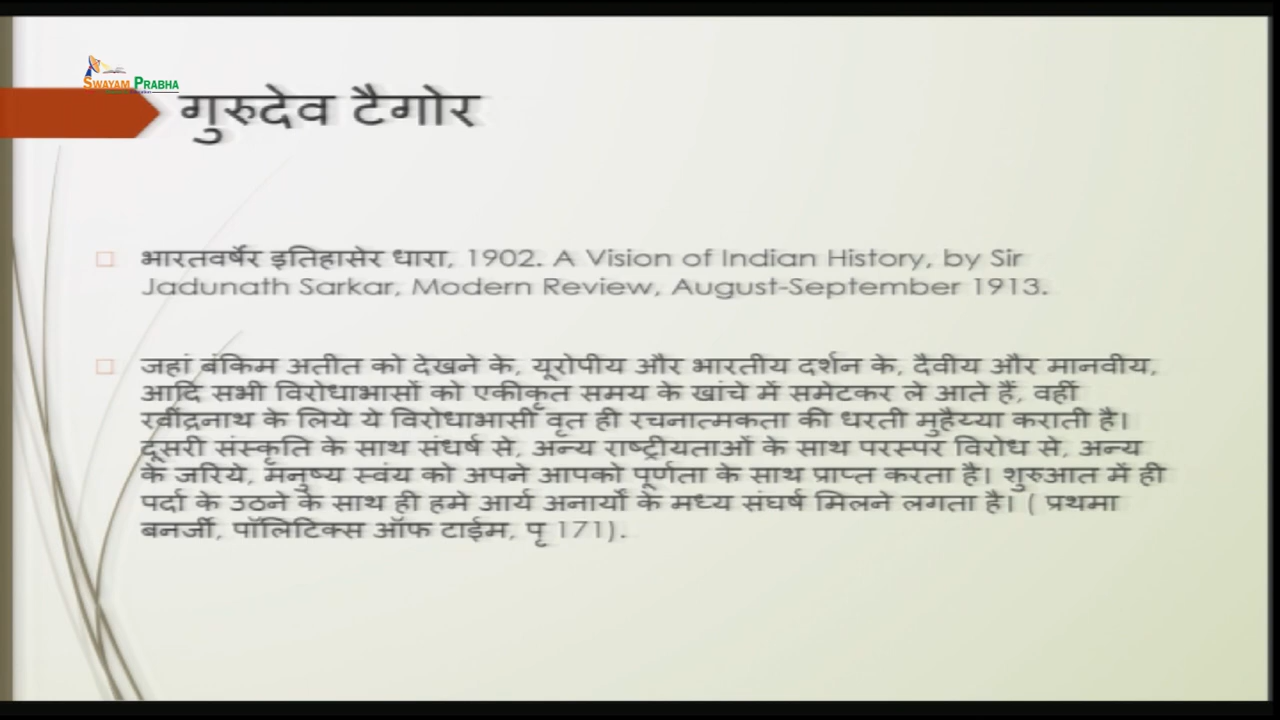 SWAYAM PRABHA
गुरुदेव टैगोर
भारतवर्षेर इतिहासेर धारा, 1902. A Vision of Indian History, by Sir
Jadunath Sarkar, Modern Review, August-September 1913.
जहां बंकिम अतीत को देखने के, यूरोपीय और भारतीय दर्शन के, दैवीय और मानवीय,
आदि सभी विरोधाभासों को एकीकृत समय के खांचे में समेटकर ले आते हैं, वहीं
रवींद्रनाथ के लिये ये विरोधाभासी वृत ही रचनात्मकता की धरती मुहैय्या कराती है।
दूसरी संस्कृति के साथ संघर्ष से, अन्य राष्ट्रीयताओं के साथ परस्पर विरोध से, अन्य
के जरिये, मनुष्य स्वंय को अपने आपको पूर्णता के साथ प्राप्त करता है। शुरुआत में ही
पर्दा के उठने के साथ ही हमे आर्य अनार्यों के मध्य संघर्ष मिलने लगता है। ( प्रथमा
बनर्जी, पॉलिटिक्स ऑफ टाईम, पृ 171).